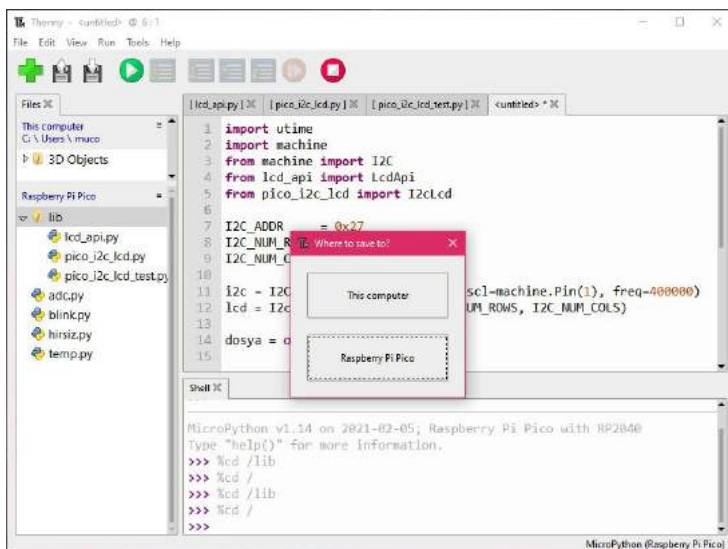 Thonny - <untitled> @ 6:1
File Edit View Run Tools Help
Files
This computer
C:\Users\muco
3D Objects
Raspberry Pi Pico
lib
lcd_api.py
pico_i2c_lcd.py
pico_i2c_lcd_test.py
adc.py
blink.py
hirsiz.py
temp.py
[ lcd_api.py ] [ pico_i2c_lcd.py ] [ pico_i2c_lcd_test.py ] <untitled> *
1 import utime
2 import machine
3 from machine import I2C
4 from lcd_api import LcdApi
5 from pico_i2c_lcd import I2cLcd
6
7 I2C_ADDR = 0x27
8 I2C_NUM_R
9 I2C_NUM_C
10
11 i2c = I2C scl=machine.Pin(1), freq=400000)
12 lcd = I2c UM_ROWS, I2C_NUM_COLS)
13
14 dosya = o
15
Where to save to?
This computer
Raspberry Pi Pico
Shell
MicroPython v1.14 on 2021-02-05; Raspberry Pi Pico with RP2040
Type "help()" for more information.
>>> %cd /lib
>>> %cd /
>>> %cd /lib
>>> %cd /
>>>
MicroPython (Raspberry Pi Pico)